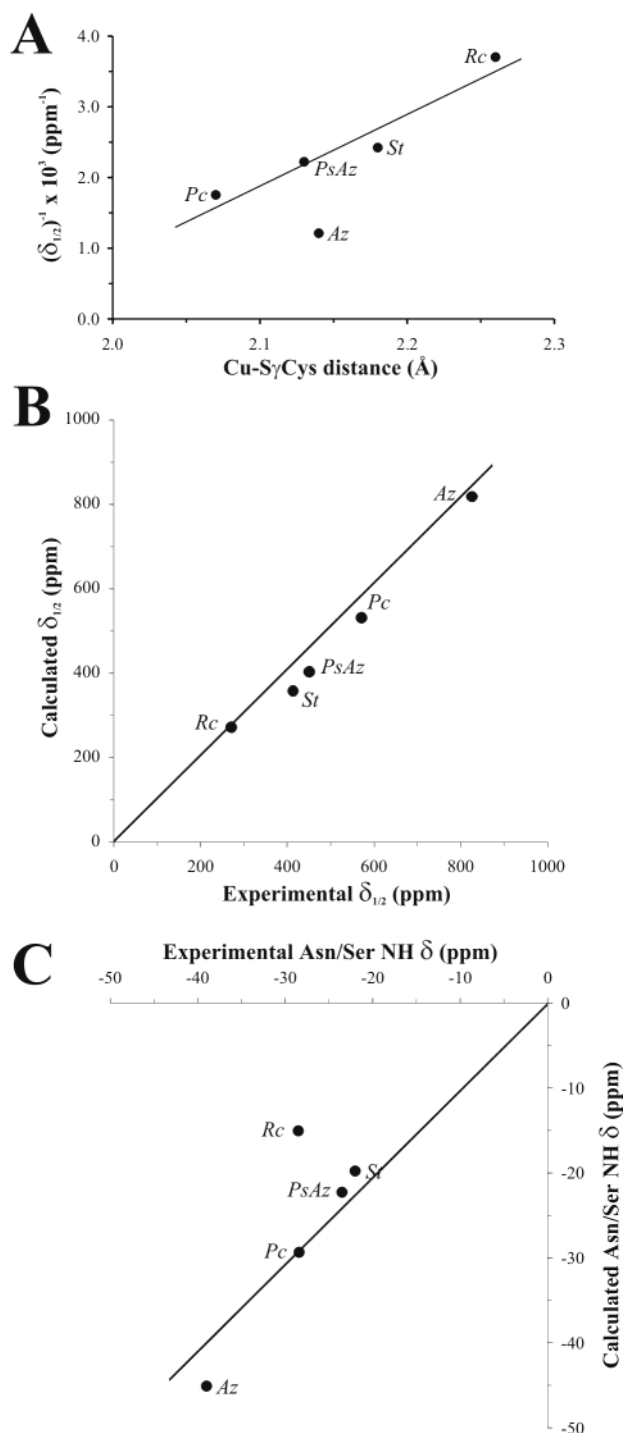 A
(δ1/2)-1 x 103 (ppm-1)
4.0
3.0
2.0
1.0
0.0
Rc
St
PsAz
Pc
Az
2.0
2.1
2.2
2.3
Cu-SγCys distance (Å)
B
Calculated δ1/2 (ppm)
1000
800
600
400
200
0
Az
Pc
PsAz
St
Rc
0
200
400
600
800
1000
Experimental δ1/2 (ppm)
C
Experimental Asn/Ser NH δ (ppm)
-50
-40
-30
-20
-10
0
0
-10
-20
-30
-40
-50
Rc
St
PsAz
Pc
Az
Calculated Asn/Ser NH δ (ppm)